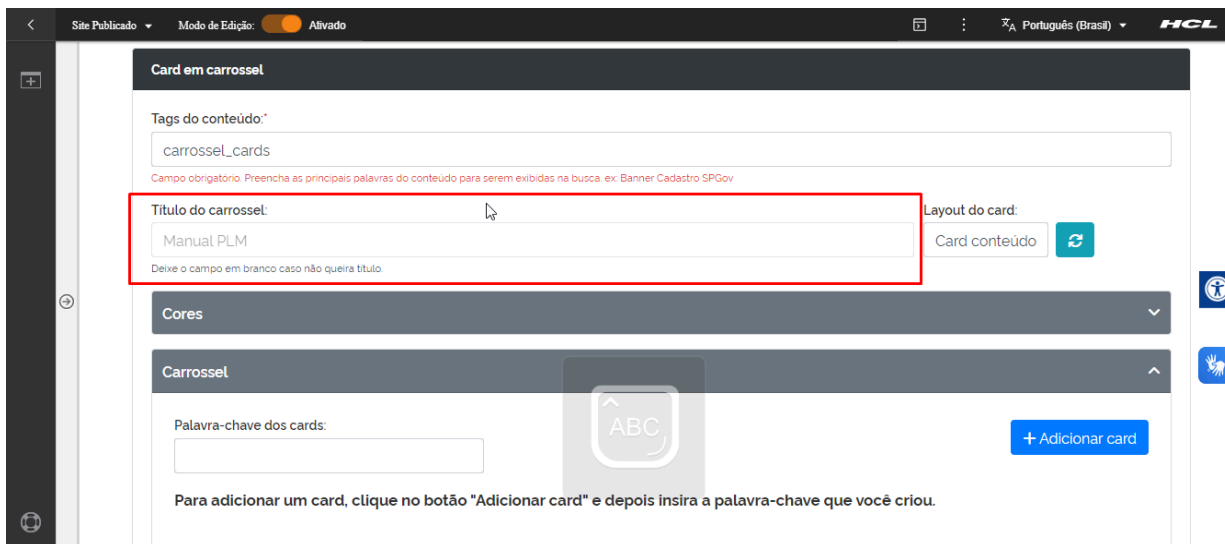 Site Publicado
Modo de Edição: Ativado
Português (Brasil)
HCL
Card em carrossel
Tags do conteúdo:*
carrossel_cards
Campo obrigatório. Preencha as principais palavras do conteúdo para serem exibidas na busca. ex: Banner Cadastro SPGov
Título do carrossel:
Layout do card:
Manual PLM
Card conteúdo
Deixe o campo em branco caso não queira título.
Cores
Carrossel
ABC
Palavra-chave dos cards:
+ Adicionar card
Para adicionar um card, clique no botão "Adicionar card" e depois insira a palavra-chave que você criou.